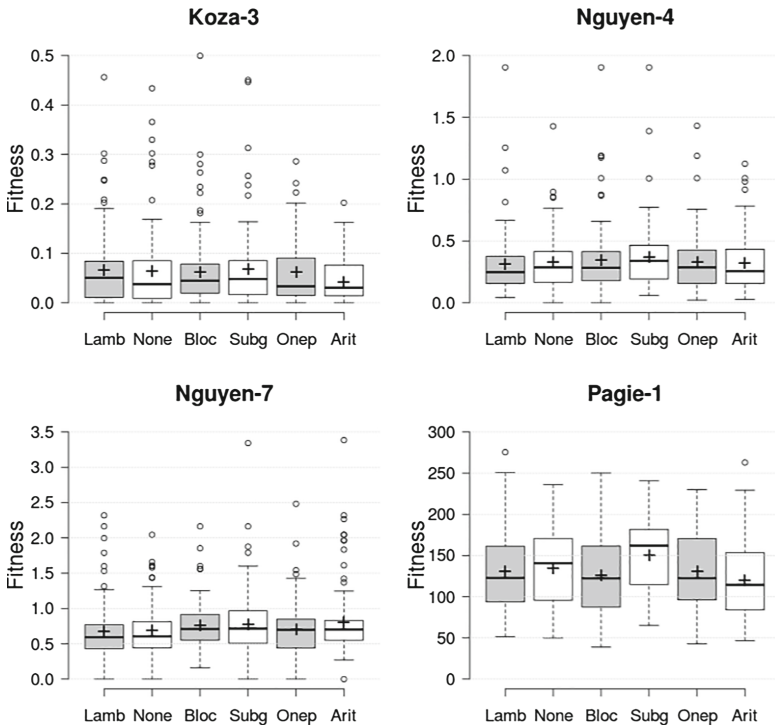 Koza-3
Fitness
0.5
0.4
0.3
0.2
0.1
0.0
Lamb None Bloc Subg Onep Arit
Nguyen-4
Fitness
2.0
1.5
1.0
0.5
0.0
Lamb None Bloc Subg Onep Arit
Nguyen-7
Fitness
3.5
3.0
2.5
2.0
1.5
1.0
0.5
0.0
Lamb None Bloc Subg Onep Arit
Pagie-1
Fitness
300
250
200
150
100
50
0
Lamb None Bloc Subg Onep Arit